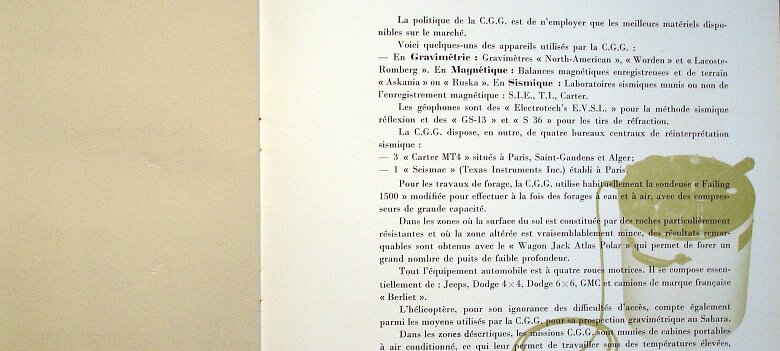 La politique de la C.G.G. est de n'employer que les meilleurs matériels dispo-
nibles sur le marché.
Voici quelques-uns des appareils utilisés par la C.G.G. :
— En Gravimétrie : Gravimètres « North-American », « Worden » et « Lacoste-
Romberg ». En Magnétique : Balances magnétiques enregistreuses et de terrain
« Askania » ou « Ruska ». En Sismique : Laboratoires sismiques munis ou non de
l'enregistrement magnétique : S.I.E., T.I., Carter.
Les géophones sont des « Electrotech's E.V.S.L. » pour la méthode sismique
réflexion et des « GS-13 » et « S 36 » pour les tirs de réfraction.
La C.G.G. dispose, en outre, de quatre bureaux centraux de réinterprétation
sismique :
— 3 « Carter MT4 » situés à Paris, Saint-Gaudens et Alger;
— 1 « Seismac » (Texas Instruments Inc.) établi à Paris.
Pour les travaux de forage, la C.G.G. utilise habituellement la sondeuse « Failing
1500 » modifiée pour effectuer à la fois des forages à eau et à air, avec des compres-
seurs de grande capacité.
Dans les zones où la surface du sol est constituée par des roches particulièrement
résistantes et où la zone altérée est vraisemblablement mince, des résultats remar-
quables sont obtenus avec le « Wagon Jack Atlas Polar » qui permet de forer un
grand nombre de puits de faible profondeur.
Tout l'équipement automobile est à quatre roues motrices. Il se compose essen-
tiellement de : Jeeps, Dodge 4×4, Dodge 6×6, GMC et camions de marque française
« Berliet ».
L'hélicoptère, pour son ignorance des difficultés d'accès, compte également
parmi les moyens utilisés par la C.G.G. pour sa prospection gravimétrique au Sahara.
Dans les zones désertiques, les missions C.G.G. sont munies de cabines portables
à air conditionné, ce qui leur permet de travailler sous des températures élevées.